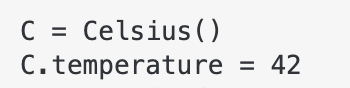 C = Celsius()
C.temperature = 42